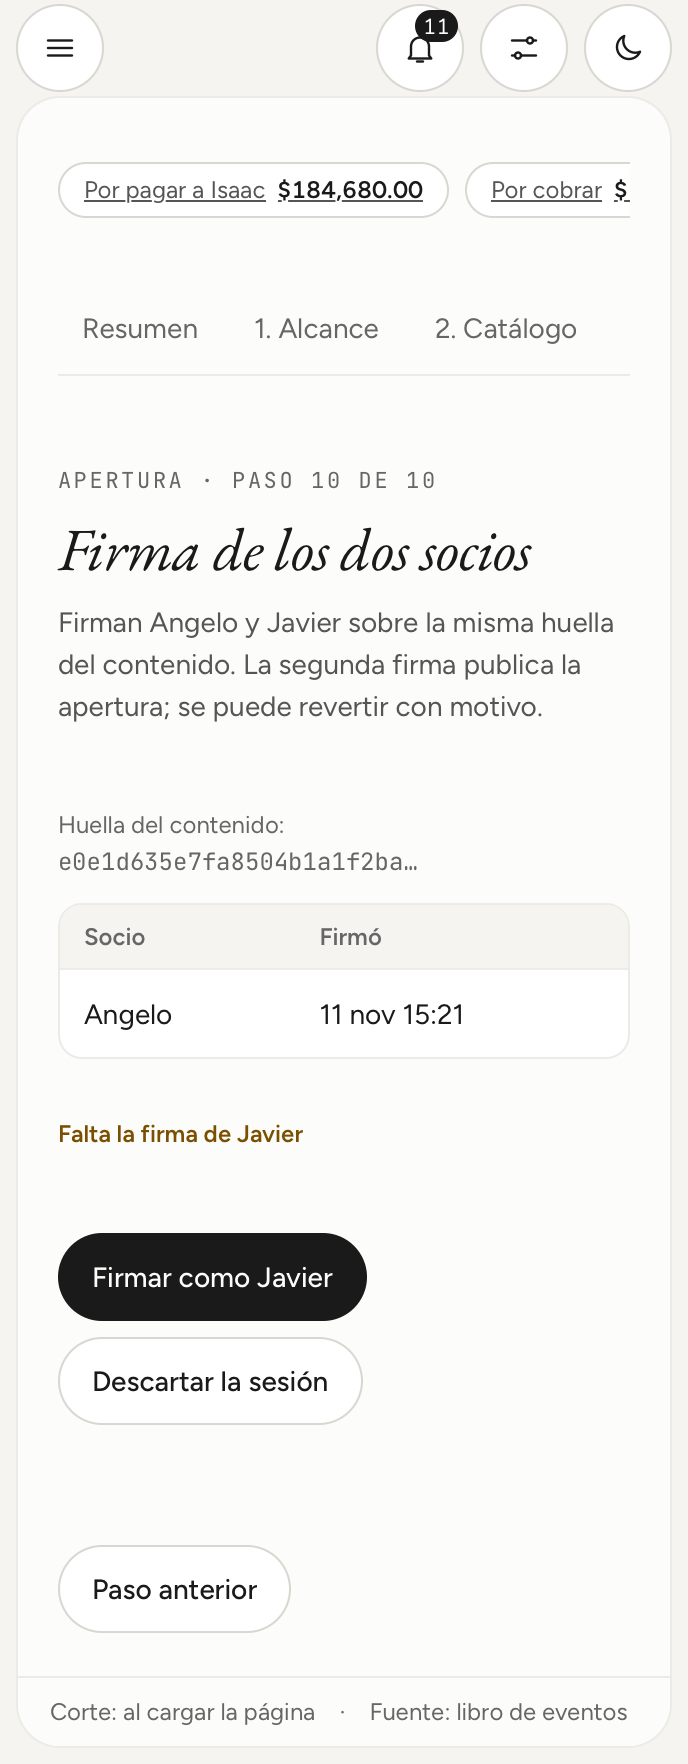 11
Por pagar a Isaac $184,680.00 Por cobrar $
Resumen 1. Alcance 2. Catálogo
APERTURA · PASO 10 DE 10
Firma de los dos socios
Firman Angelo y Javier sobre la misma huella
del contenido. La segunda firma publica la
apertura; se puede revertir con motivo.
Huella del contenido:
e0e1d635e7fa8504b1a1f2ba…
Socio Firmó
Angelo 11 nov 15:21
Falta la firma de Javier
Firmar como Javier
Descartar la sesión
Paso anterior
Corte: al cargar la página · Fuente: libro de eventos